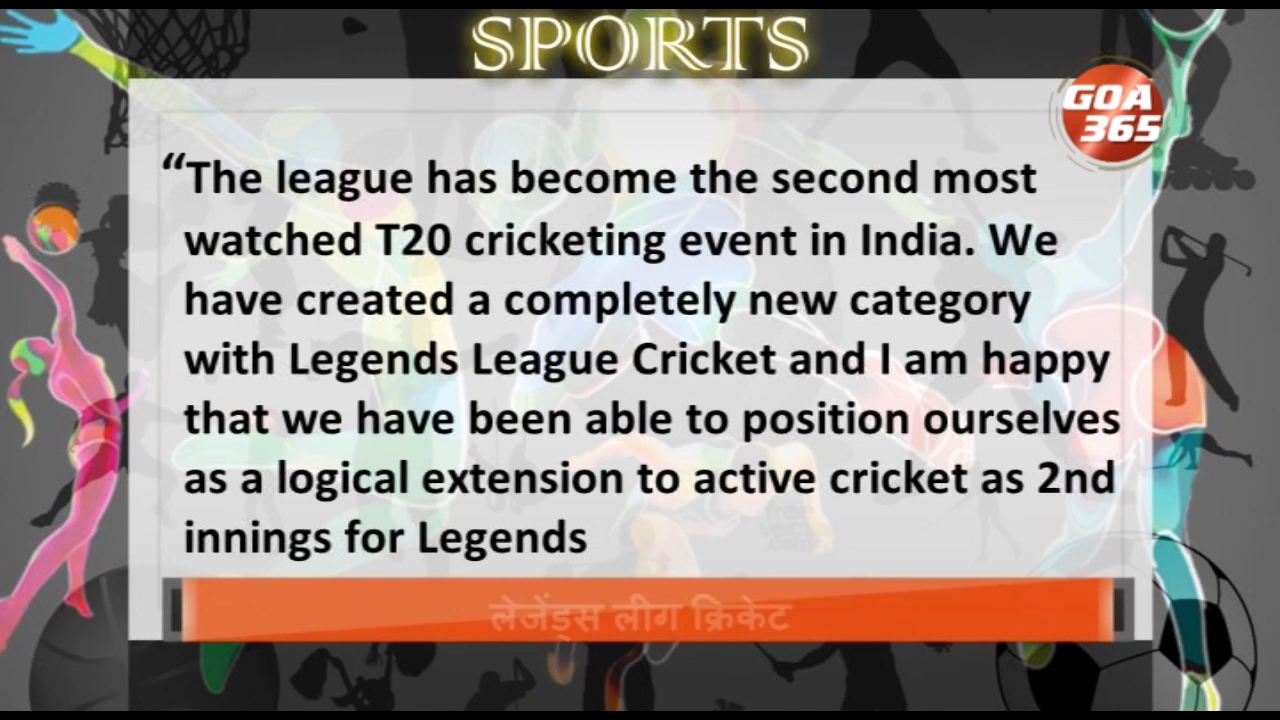 SPORTS
GOA
365
“The league has become the second most
watched T20 cricketing event in India. We
have created a completely new category
with Legends League Cricket and I am happy
that we have been able to position ourselves
as a logical extension to active cricket as 2nd
innings for Legends
लेजेंड्स लीग क्रिकेट